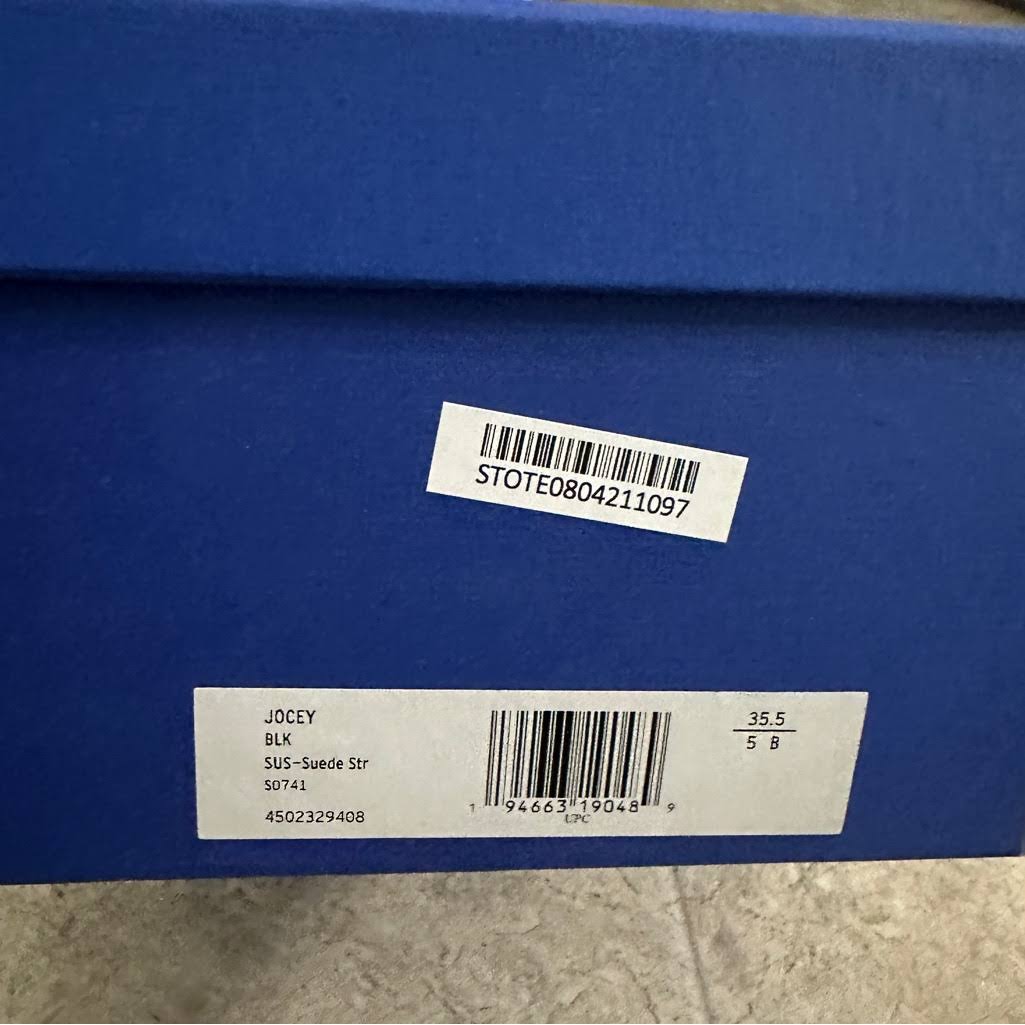 STOTE0804211097
JOCEY
BLK
SUS-Suede Str
S0741
4502329408
1 94663 19048 9
UPC
35.5
5 B